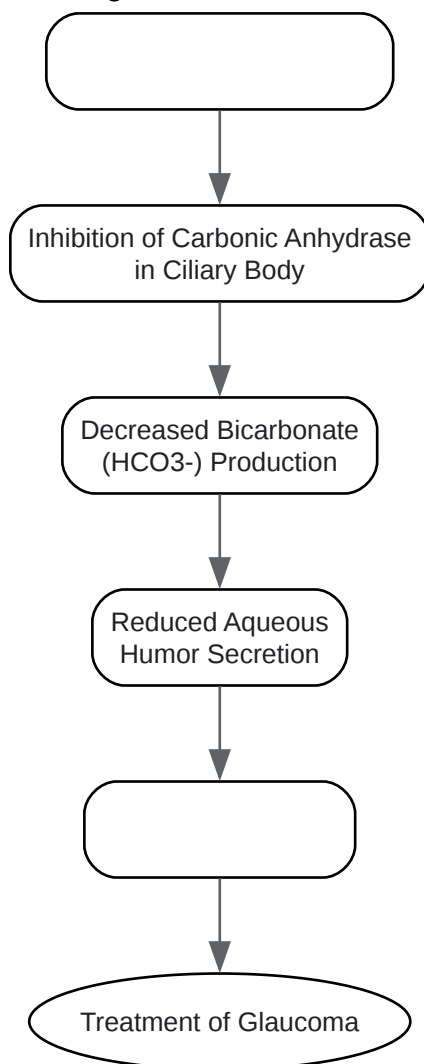 Inhibition of Carbonic Anhydrase
in Ciliary Body
Decreased Bicarbonate
(HCO3-) Production
Reduced Aqueous
Humor Secretion
Treatment of Glaucoma